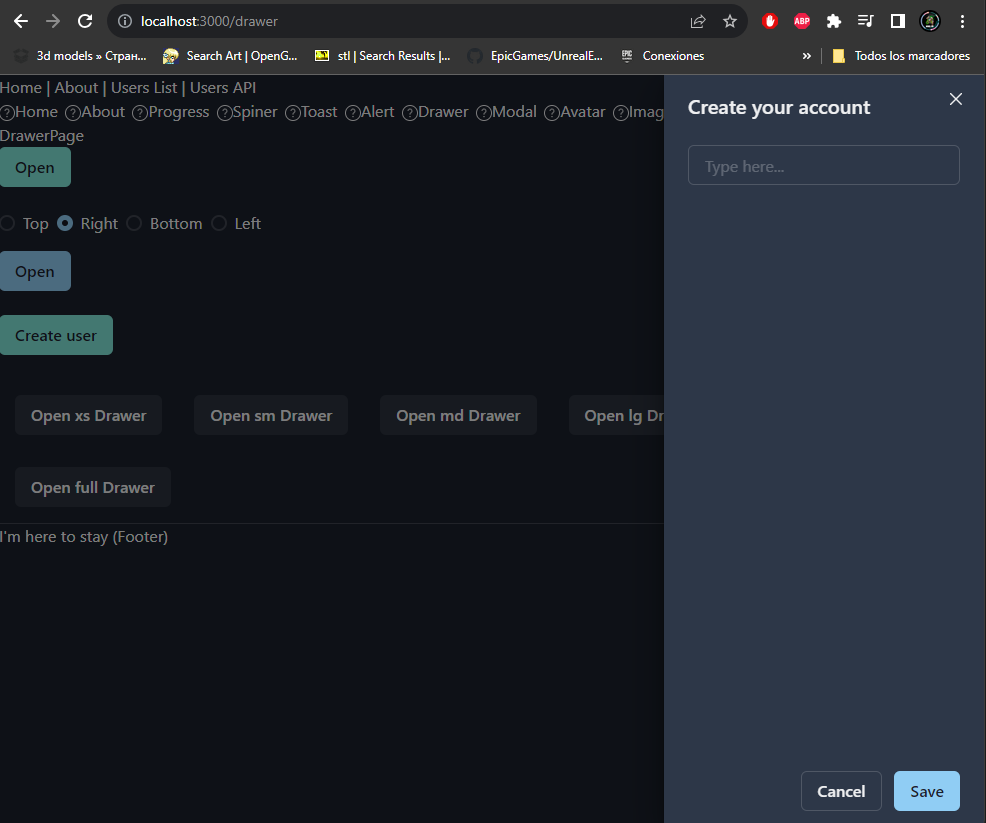 localhost:3000/drawer
ABP
3d models » Стран... Search Art | OpenG... stl | Search Results |... EpicGames/UnrealE... EPIC Conexiones » Todos los marcadores
Home | About | Users List | Users API
?Home ?About ?Progress ?Spiner ?Toast ?Alert ?Drawer ?Modal ?Avatar ?Imag
DrawerPage
Open
Top Right Bottom Left
Open
Create user
Open xs Drawer Open sm Drawer Open md Drawer Open lg Dr
Open full Drawer
I'm here to stay (Footer)
Create your account
Type here...
Cancel Save